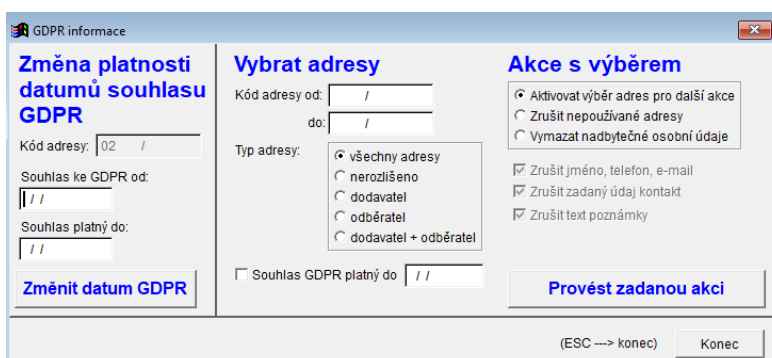 GDPR informace
Změna platnosti
datumů souhlasu
GDPR
Kód adresy: 02 /
Souhlas ke GDPR od:
/ /
Souhlas platný do:
/ /
Změnit datum GDPR
Vybrat adresy
Kód adresy od: /
do: /
Typ adresy:
všechny adresy
nerozlišeno
dodavatel
odběratel
dodavatel + odběratel
Souhlas GDPR platný do / /
Akce s výběrem
Aktivovat výběr adres pro další akce
Zrušit nepoužívané adresy
Vymazat nadbytečné osobní údaje
Zrušit jméno, telefon, e-mail
Zrušit zadaný údaj kontakt
Zrušit text poznámky
Provést zadanou akci
(ESC ---> konec)
Konec